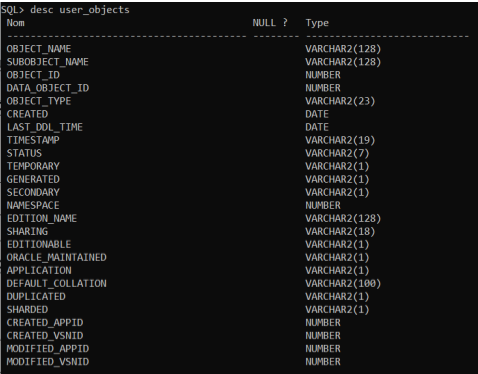 SQL> desc user_objects
Nom NULL ? Type
----------------------------------------- -------- ----------------------------
OBJECT_NAME VARCHAR2(128)
SUBOBJECT_NAME VARCHAR2(128)
OBJECT_ID NUMBER
DATA_OBJECT_ID NUMBER
OBJECT_TYPE VARCHAR2(23)
CREATED DATE
LAST_DDL_TIME DATE
TIMESTAMP VARCHAR2(19)
STATUS VARCHAR2(7)
TEMPORARY VARCHAR2(1)
GENERATED VARCHAR2(1)
SECONDARY VARCHAR2(1)
NAMESPACE NUMBER
EDITION_NAME VARCHAR2(128)
SHARING VARCHAR2(18)
EDITIONABLE VARCHAR2(1)
ORACLE_MAINTAINED VARCHAR2(1)
APPLICATION VARCHAR2(1)
DEFAULT_COLLATION VARCHAR2(100)
DUPLICATED VARCHAR2(1)
SHARDED VARCHAR2(1)
CREATED_APPID NUMBER
CREATED_VSNID NUMBER
MODIFIED_APPID NUMBER
MODIFIED_VSNID NUMBER